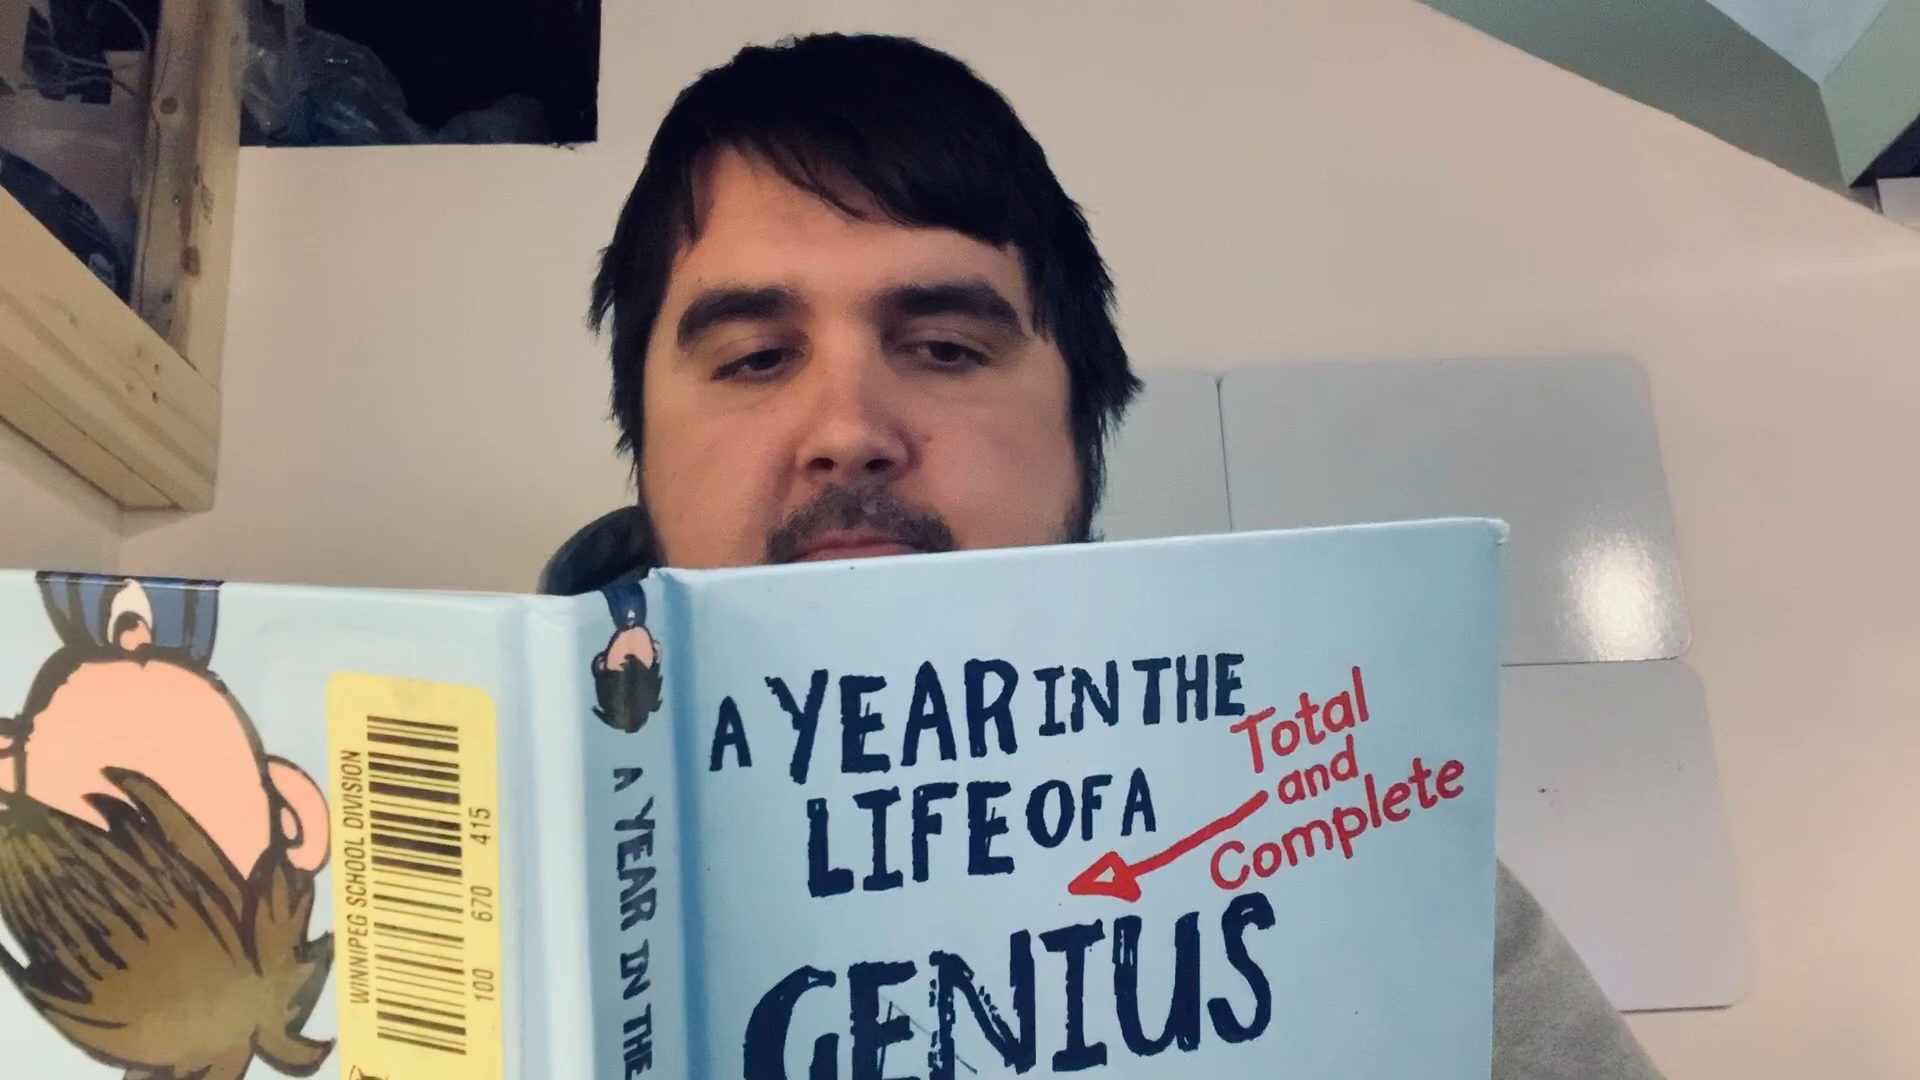 A YEAR IN THE
LIFE OF A
Total
and
Complete
GENIUS
A YEAR IN THE
WINNIPEG SCHOOL DIVISION
100 670 415